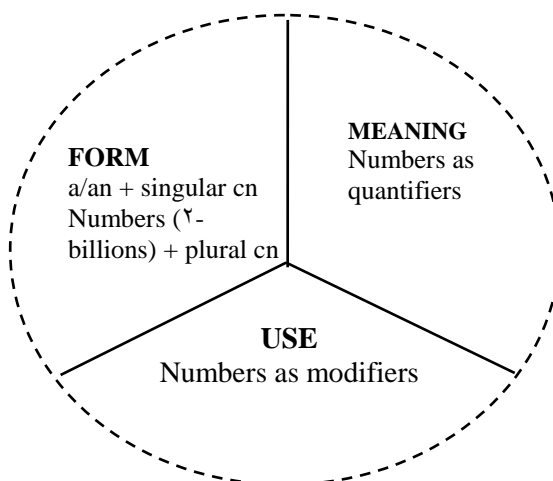 FORM
a/an + singular cn
Numbers (٢-
billions) + plural cn
MEANING
Numbers as
quantifiers
USE
Numbers as modifiers